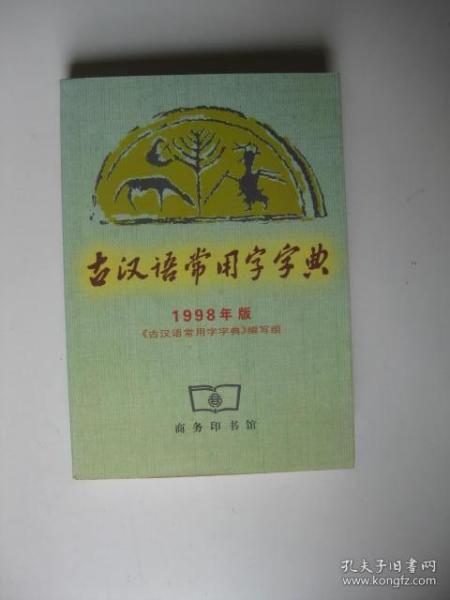 古汉语常用字字典
1998年版
《古汉语常用字字典》编写组
商务印书馆
孔夫子旧书网
www.kongfz.com